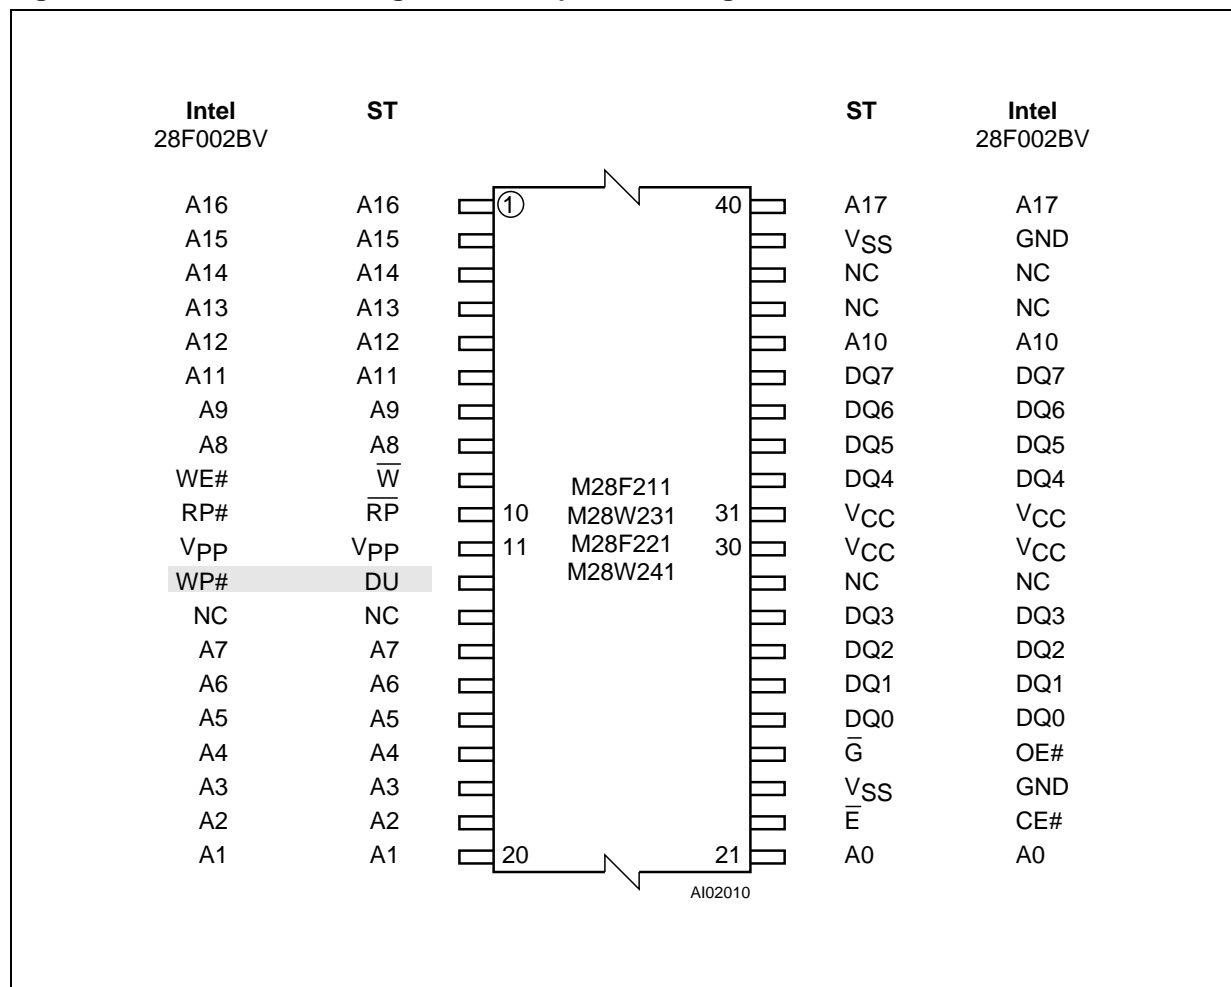 Intel ST ST Intel
28F002BV 28F002BV
A16 A16 1 40 A17 A17
A15 A15 VSS GND
A14 A14 NC NC
A13 A13 NC NC
A12 A12 A10 A10
A11 A11 DQ7 DQ7
A9 A9 DQ6 DQ6
A8 A8 DQ5 DQ5
WE# W̅ DQ4 DQ4
M28F211
RP# R̅P̅ 10 M28W231 31 VCC VCC
VPP VPP 11 M28F221 30 VCC VCC
WP# DU M28W241 NC NC
NC NC DQ3 DQ3
A7 A7 DQ2 DQ2
A6 A6 DQ1 DQ1
A5 A5 DQ0 DQ0
A4 A4 G̅ OE#
A3 A3 VSS GND
A2 A2 E̅ CE#
A1 A1 20 21 A0 A0
AI02010